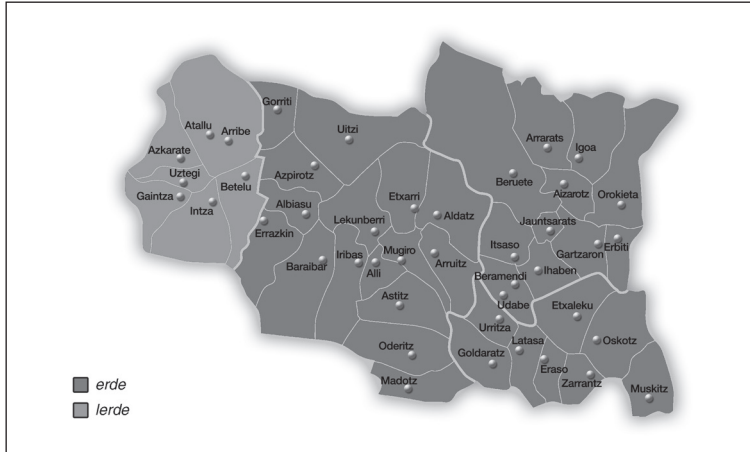 Gorriti
Atallu
Arribe
Uitzi
Azkarate
Uztegi
Betelu
Azpirotz
Gaintza
Intza
Albiasu
Errazkin
Etxarri
Aldatz
Lekunberri
Baraibar
Iribas
Alli
Mugiro
Arruitz
Astitz
Oderitz
Madotz
Ararats
Igoa
Beruete
Aizarotz
Orokieta
Jauntsarats
Itsaso
Gartzaron
Erbiti
Beramendi
Ihaben
Udabe
Etxaleku
Urritza
Latasa
Oskotz
Goldaratz
Eraso
Zarrantz
Muskitz
erde
lerde